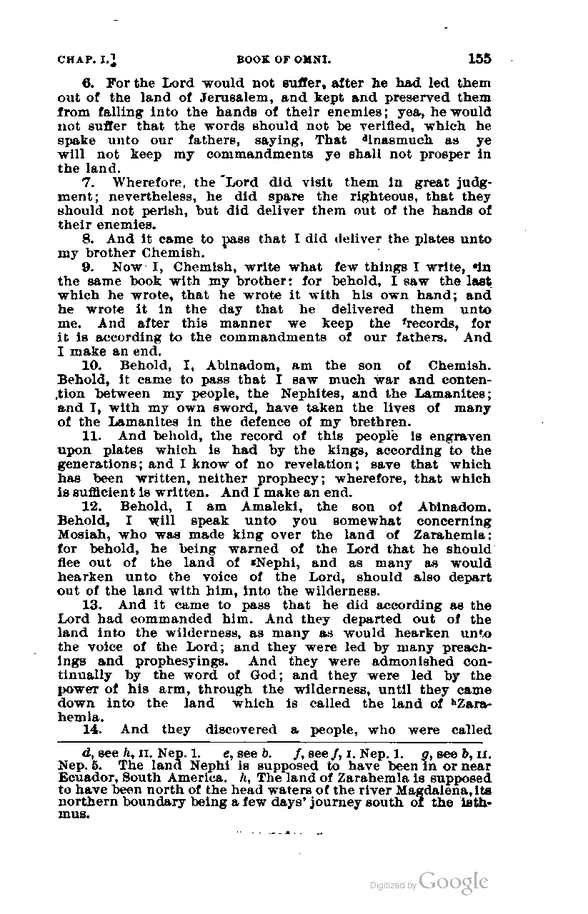 CHAP. I.] BOOK OF OMNI. 155
6. For the Lord would not suffer, after he had led them
out of the land of Jerusalem, and kept and preserved them
from falling into the hands of their enemies; yea, he would
not suffer that the words should not be verified, which he
spake unto our fathers, saying, That dinasmuch as ye
will not keep my commandments ye shall not prosper in
the land.
7. Wherefore, the Lord did visit them in great judg-
ment; nevertheless, he did spare the righteous, that they
should not perish, but did deliver them out of the hands of
their enemies.
8. And it came to pass that I did deliver the plates unto
my brother Chemish.
9. Now I, Chemish, write what few things I write, ein
the same book with my brother: for behold, I saw the last
which he wrote, that he wrote it with his own hand; and
he wrote it in the day that he delivered them unto
me. And after this manner we keep the frecords, for
it is according to the commandments of our fathers. And
I make an end.
10. Behold, I, Abinadom, am the son of Chemish.
Behold, it came to pass that I saw much war and conten-
tion between my people, the Nephites, and the Lamanites;
and I, with my own sword, have taken the lives of many
of the Lamanites in the defence of my brethren.
11. And behold, the record of this people is engraven
upon plates which is had by the kings, according to the
generations; and I know of no revelation; save that which
has been written, neither prophecy; wherefore, that which
is sufficient is written. And I make an end.
12. Behold, I am Amaleki, the son of Abinadom.
Behold, I will speak unto you somewhat concerning
Mosiah, who was made king over the land of Zarahemla:
for behold, he being warned of the Lord that he should
flee out of the land of gNephi, and as many as would
hearken unto the voice of the Lord, should also depart
out of the land with him, into the wilderness.
13. And it came to pass that he did according as the
Lord had commanded him. And they departed out of the
land into the wilderness, as many as would hearken unto
the voice of the Lord; and they were led by many preach-
ings and prophesyings. And they were admonished con-
tinually by the word of God; and they were led by the
power of his arm, through the wilderness, until they came
down into the land which is called the land of hZara-
hemla.
14. And they discovered a people, who were called
d, see h, II. Nep. 1. e, see b. f, see f, I. Nep. 1. g, see b, II.
Nep. 5. The land Nephi is supposed to have been in or near
Ecuador, South America. h, The land of Zarahemla is supposed
to have been north of the head waters of the river Magdalena, its
northern boundary being a few days' journey south of the isth-
mus.
Digitized by Google